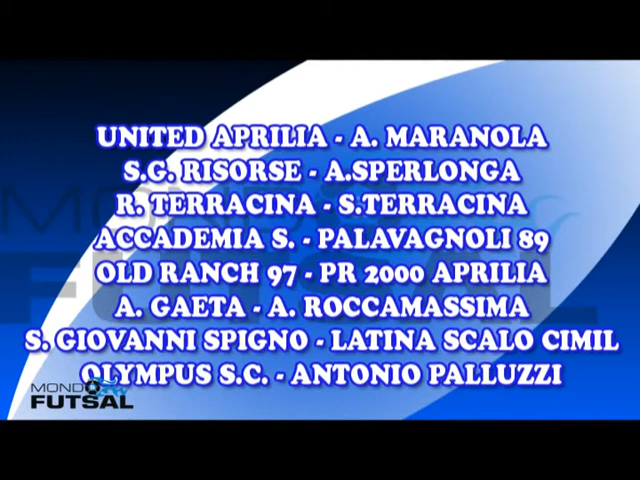 UNITED APRILIA - A. MARANOLA
S.G. RISORSE - A.SPERLONGA
R. TERRACINA - S.TERRACINA
ACCADEMIA S. - PALAVAGNOLI 89
OLD RANCH 97 - PR 2000 APRILIA
A. GAETA - A. ROCCAMASSIMA
S. GIOVANNI SPIGNO - LATINA SCALO CIMIL
OLYMPUS S.C. - ANTONIO PALLUZZI
MONDO
FUTSAL